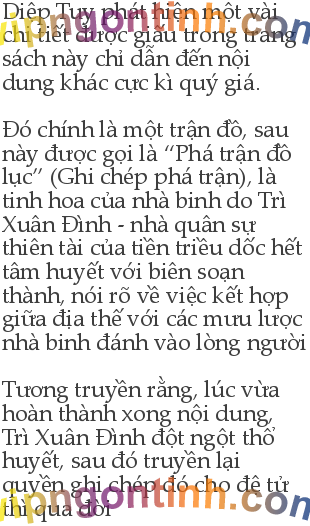 Diệp Tuy phát hiện một vài
chi tiết được giấu trong trang
sách này chỉ dẫn đến nội
dung khác cực kì quý giá.
Đó chính là một trận đồ, sau
này được gọi là “Phá trận đồ
lục” (Ghi chép phá trận), là
tinh hoa của nhà binh do Trì
Xuân Đình - nhà quân sự
thiên tài của tiền triều dốc hết
tâm huyết với biên soạn
thành, nói rõ về việc kết hợp
giữa địa thế với các mưu lược
nhà binh đánh vào lòng người
Tương truyền rằng, lúc vừa
hoàn thành xong nội dung,
Trì Xuân Đình đột ngột thổ
huyết, sau đó truyền lại
quyền ghi chép đó cho đệ tử
thì qua đời